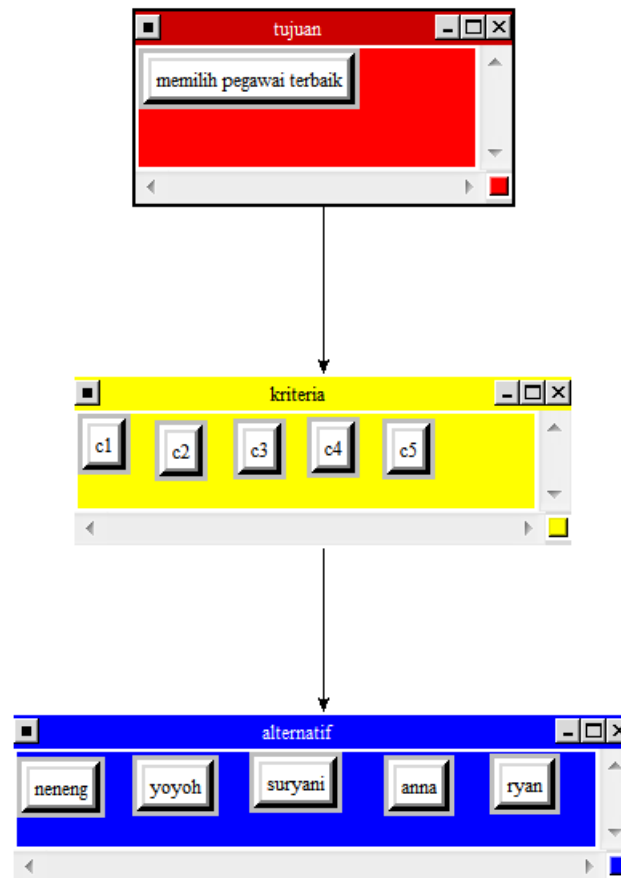 tujuan
memilih pegawai terbaik
kriteria
c1 c2 c3 c4 c5
alternatif
neneng yoyoh suryani anna ryan